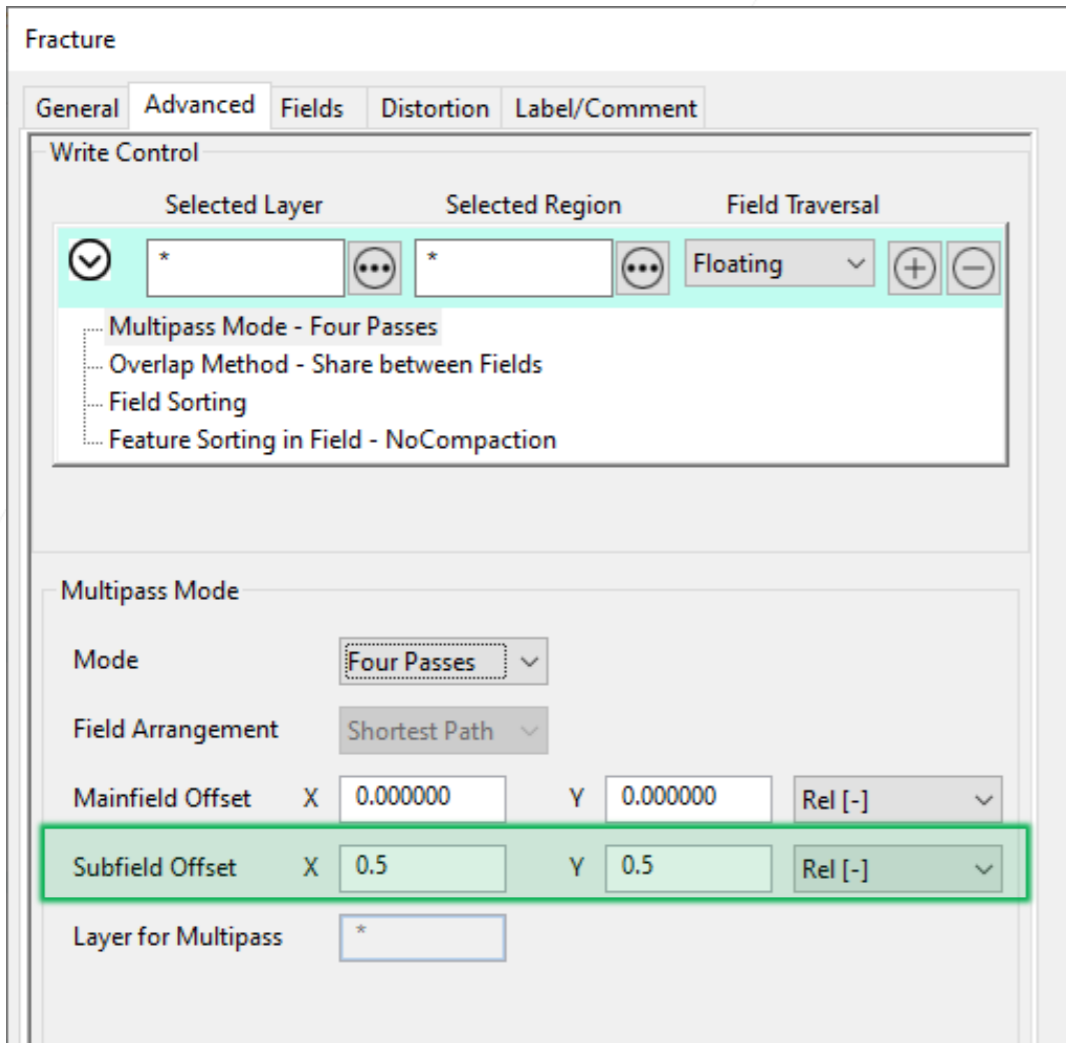 Fracture
General Advanced Fields Distortion Label/Comment
Write Control
Selected Layer Selected Region Field Traversal
* * Floating
Multipass Mode - Four Passes
Overlap Method - Share between Fields
Field Sorting
Feature Sorting in Field - NoCompaction
Multipass Mode
Mode Four Passes
Field Arrangement Shortest Path
Mainfield Offset X 0.000000 Y 0.000000 Rel [-]
Subfield Offset X 0.5 Y 0.5 Rel [-]
Layer for Multipass *